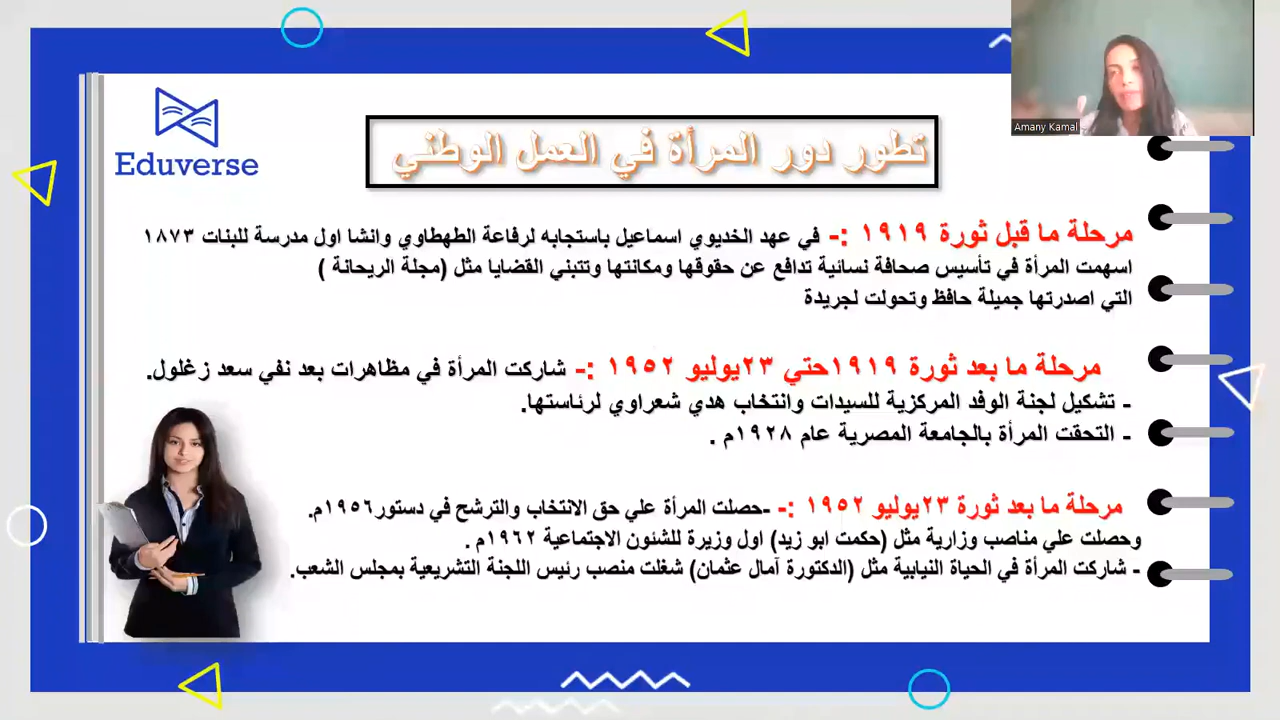 Amany Kamal
Eduverse
تطور دور المرأة في العمل الوطني
مرحلة ما قبل ثورة ١٩١٩ :- في عهد الخديوي اسماعيل باستجابه لرفاعة الطهطاوي وانشا اول مدرسة للبنات ١٨٧٣
اسهمت المرأة في تأسيس صحافة نسائية تدافع عن حقوقها ومكانتها وتتبني القضايا مثل (مجلة الريحانة )
التي اصدرتها جميلة حافظ وتحولت لجريدة
مرحلة ما بعد ثورة ١٩١٩حتي ٢٣يوليو ١٩٥٢ :- شاركت المرأة في مظاهرات بعد نفي سعد زغلول.
- تشكيل لجنة الوفد المركزية للسيدات وانتخاب هدي شعراوي لرئاستها.
- التحقت المرأة بالجامعة المصرية عام ١٩٢٨م .
مرحلة ما بعد ثورة ٢٣يوليو ١٩٥٢ :- -حصلت المرأة علي حق الانتخاب والترشح في دستور١٩٥٦م.
وحصلت علي مناصب وزارية مثل (حكمت ابو زيد) اول وزيرة للشئون الاجتماعية ١٩٦٢م .
- شاركت المرأة في الحياة النيابية مثل (الدكتورة آمال عثمان) شغلت منصب رئيس اللجنة التشريعية بمجلس الشعب.